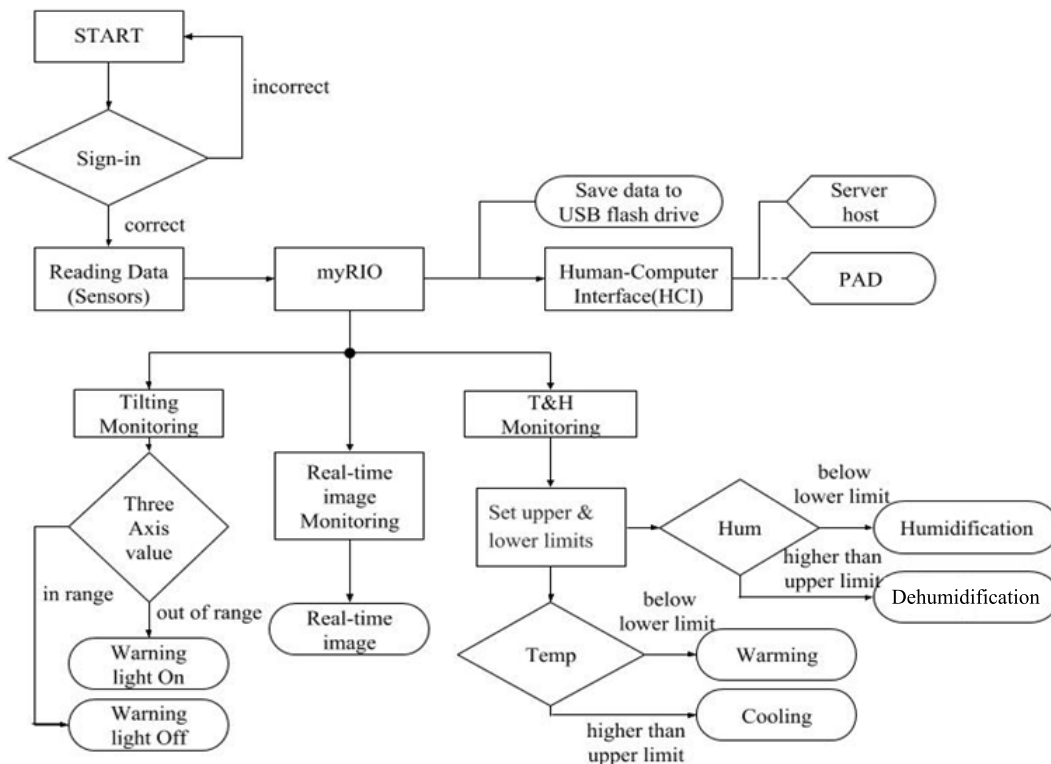 START
incorrect
Sign-in
correct
Save data to
USB flash drive
Server
host
Reading Data
(Sensors)
myRIO
Human-Computer
Interface(HCI)
PAD
Tilting
Monitoring
T&H
Monitoring
Three
Axis
value
in range
out of range
Warning
light On
Warning
light Off
Real-time
image
Monitoring
Real-time
image
Set upper &
lower limits
Hum
below
lower limit
Humidification
higher than
upper limit
Dehumidification
Temp
below
lower limit
Warming
higher than
upper limit
Cooling